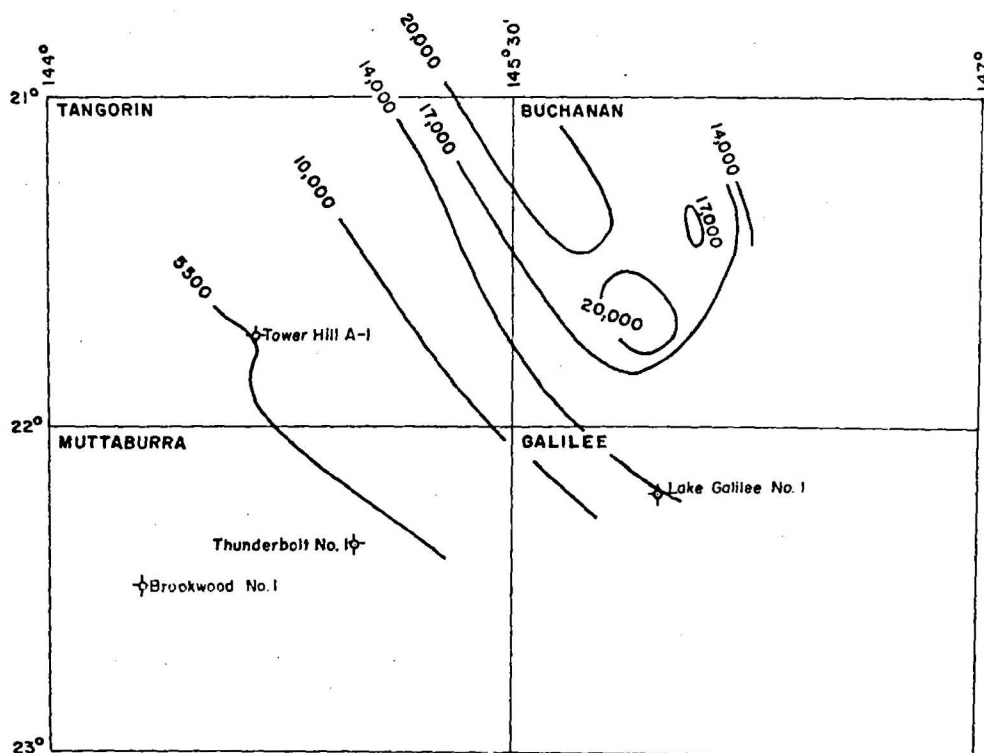 144°
145°30'
147°
21°
TANGORIN
BUCHANAN
20,000
14,000
17,000
14,000
10,000
17,000
5500
20,000
Tower Hill A-1
22°
MUTTABURRA
GALILEE
Lake Galilee No. 1
Thunderbolt No. 1
Brookwood No. 1
23°